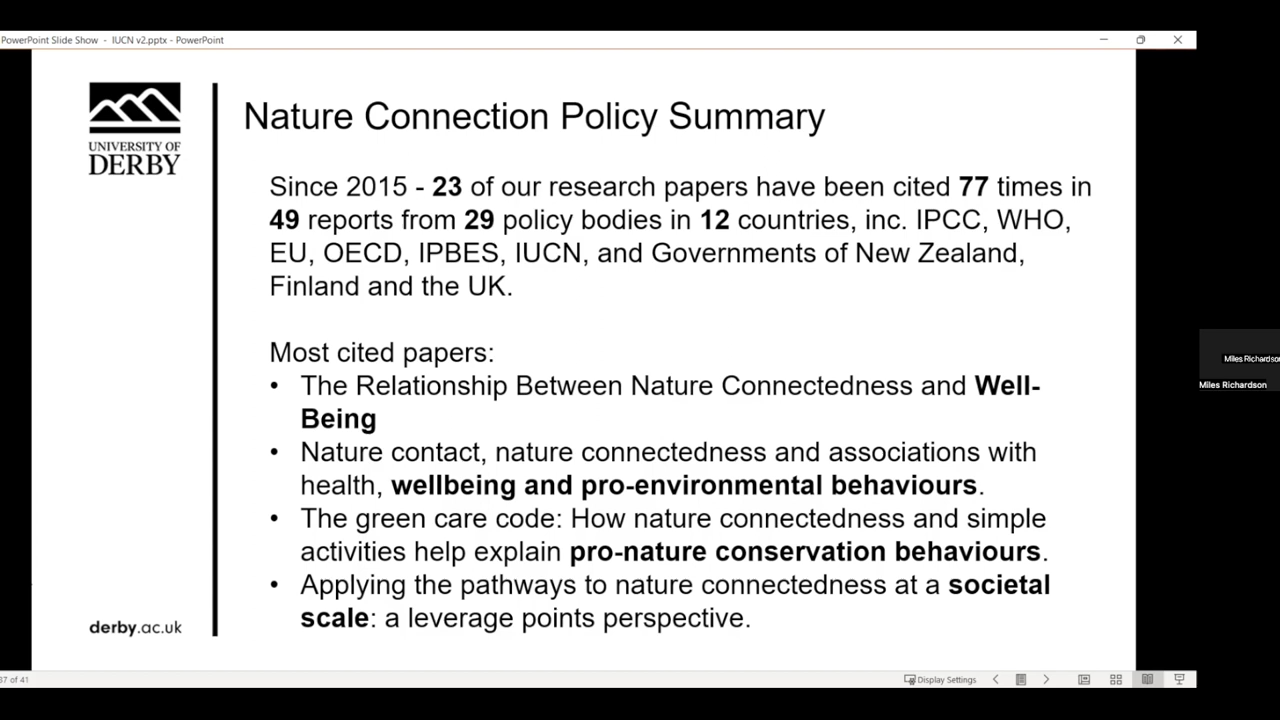 PowerPoint Slide Show - IUCN v2.pptx - PowerPoint
UNIVERSITY OF
DERBY
Nature Connection Policy Summary
Since 2015 - 23 of our research papers have been cited 77 times in
49 reports from 29 policy bodies in 12 countries, inc. IPCC, WHO,
EU, OECD, IPBES, IUCN, and Governments of New Zealand,
Finland and the UK.
Most cited papers:
• The Relationship Between Nature Connectedness and Well-
Being
• Nature contact, nature connectedness and associations with
health, wellbeing and pro-environmental behaviours.
• The green care code: How nature connectedness and simple
activities help explain pro-nature conservation behaviours.
• Applying the pathways to nature connectedness at a societal
scale: a leverage points perspective.
derby.ac.uk
Miles Richardson
Miles Richardson
37 of 41
Display Settings